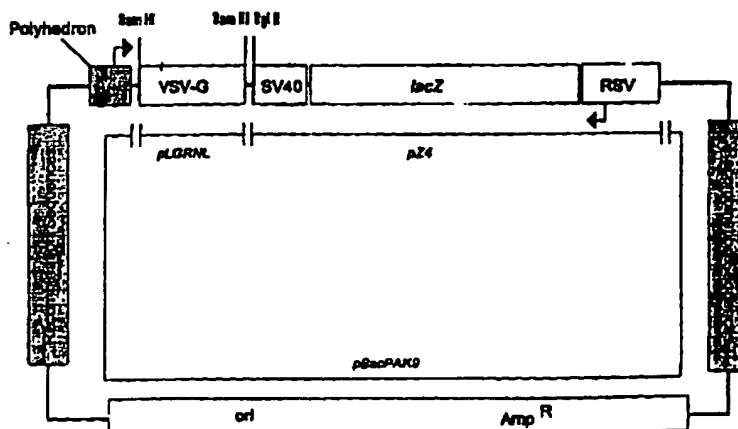 Polyhedron
VSV-G
SV40
lacZ
RSV
pLGRNL
pZ4
pBacPAK9
ori
Amp R